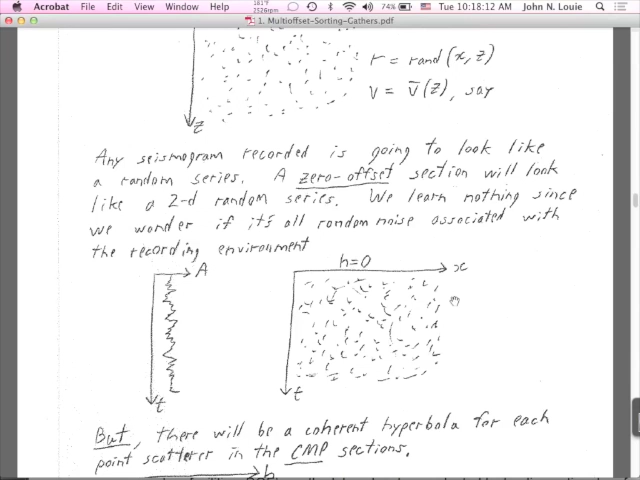 Acrobat File Edit View Window Help 161°F 2526rpm 74% Tue 10:18:12 AM John N. Louie
1. Multioffset-Sorting-Gathers.pdf
r = rand(x, z)
V = V̄(z), say
z
Any seismogram recorded is going to look like
a random series. A zero-offset section will look
like a 2-d random series. We learn nothing since
we wonder if it's all random noise associated with
the recording environment
A
h=0
x
t
t
But, there will be a coherent hyperbola for each
point scatterer in the CMP sections.
h